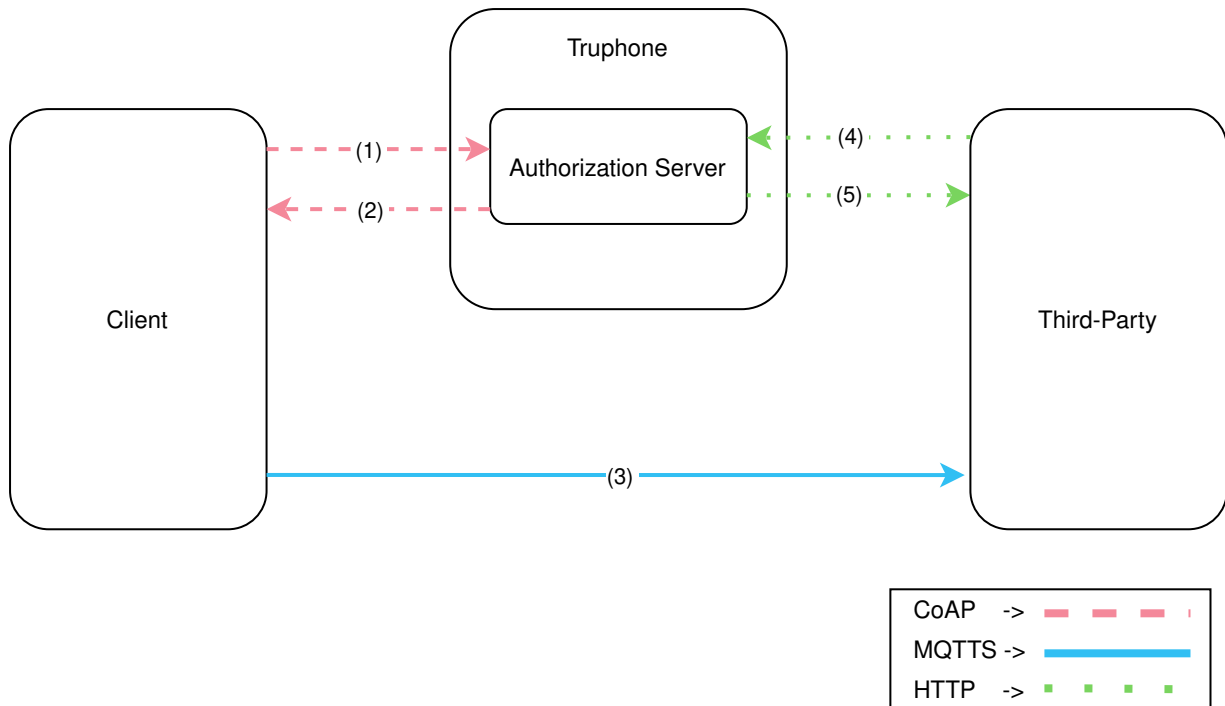 Truphone
Authorization Server
Client
Third-Party
(1)
(2)
(3)
(4)
(5)
CoAP ->
MQTTS ->
HTTP ->